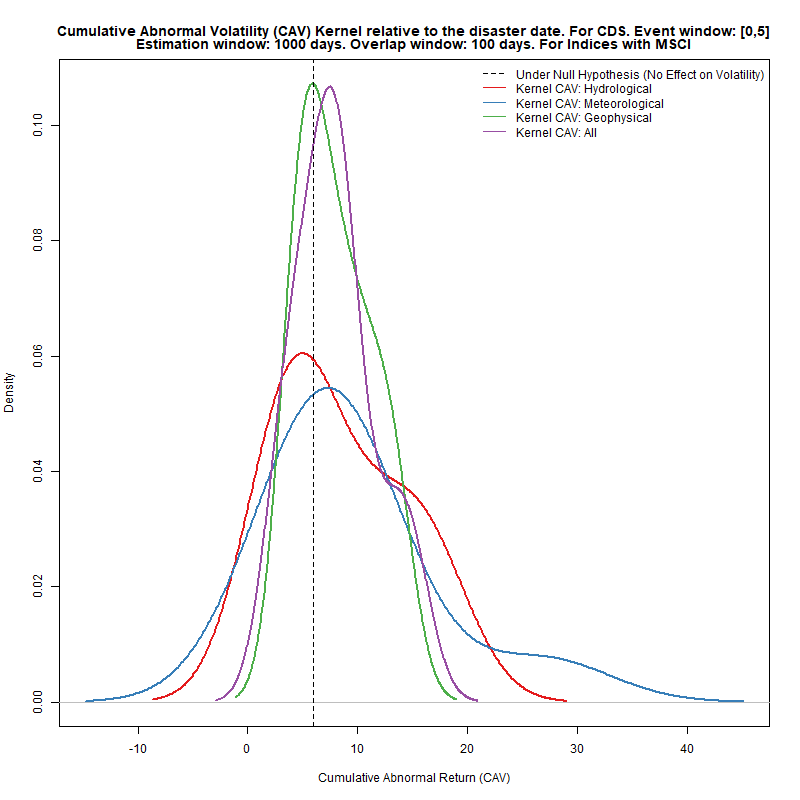 Cumulative Abnormal Volatility (CAV) Kernel relative to the disaster date. For CDS. Event window: [0,5]
Estimation window: 1000 days. Overlap window: 100 days. For Indices with MSCI
Under Null Hypothesis (No Effect on Volatility)
Kernel CAV: Hydrological
Kernel CAV: Meteorological
Kernel CAV: Geophysical
Kernel CAV: All
Density
0.10
0.08
0.06
0.04
0.02
0.00
-10 0 10 20 30 40
Cumulative Abnormal Return (CAV)